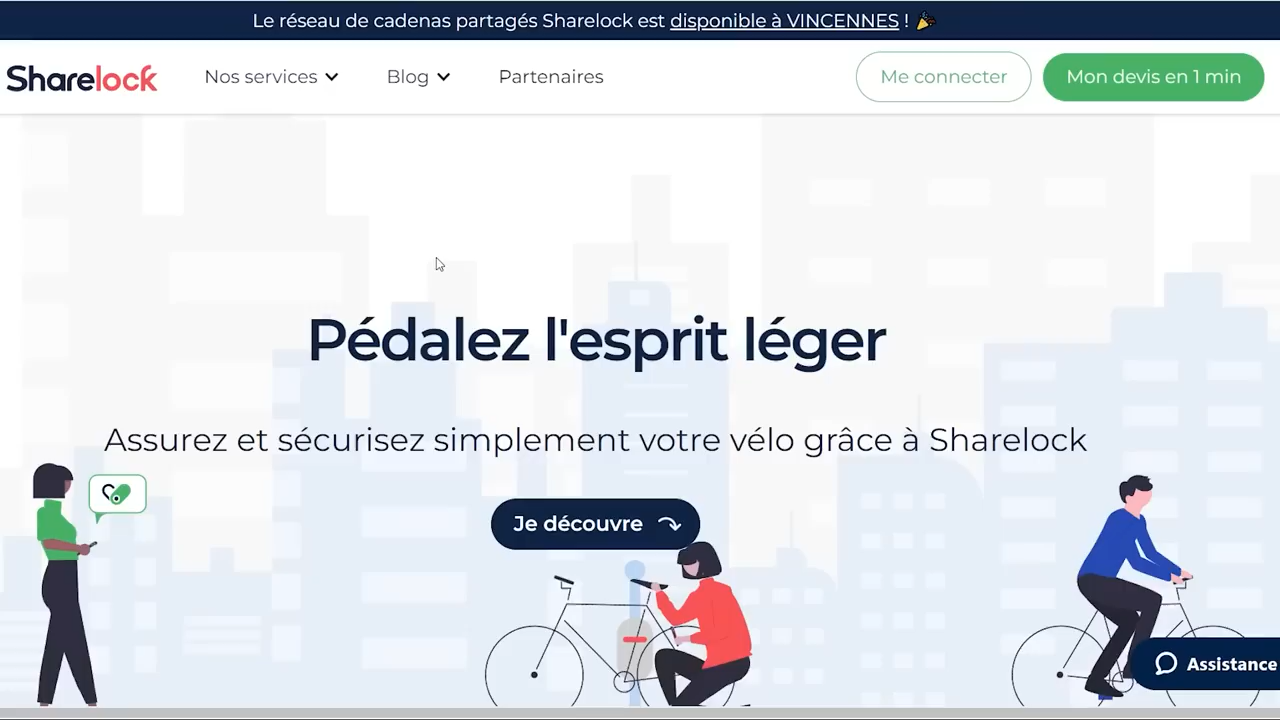 Le réseau de cadenas partagés Sharelock est disponible à VINCENNES ! 🎉
Sharelock
Nos services
Blog
Partenaires
Me connecter
Mon devis en 1 min
Pédalez l'esprit léger
Assurez et sécurisez simplement votre vélo grâce à Sharelock
Je découvre
Assistance